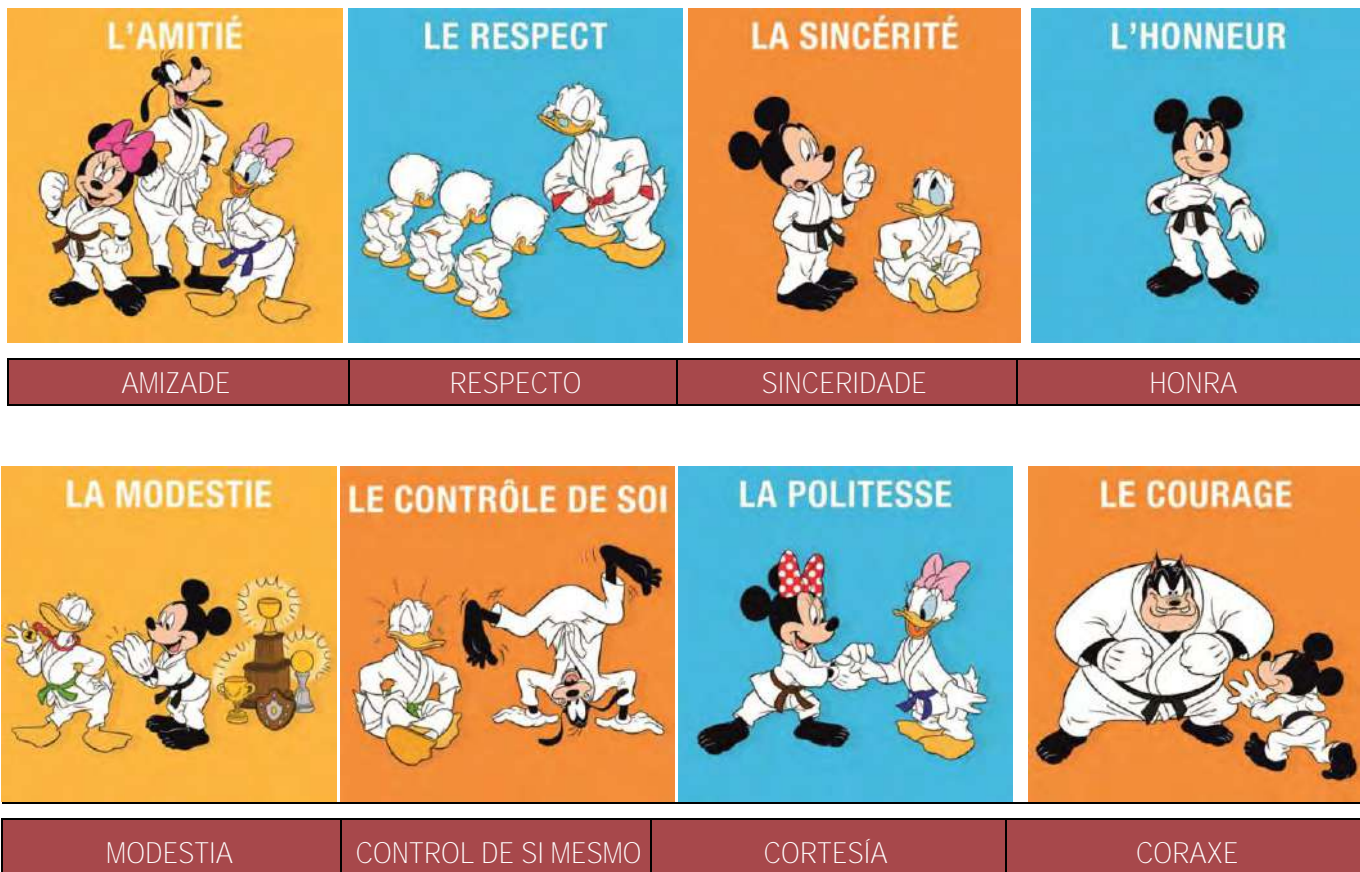 L'AMITIÉ
LE RESPECT
LA SINCÉRITÉ
L'HONNEUR
AMIZADE
RESPECTO
SINCERIDADE
HONRA
LA MODESTIE
LE CONTRÔLE DE SOI
LA POLITESSE
LE COURAGE
MODESTIA
CONTROL DE SI MESMO
CORTESÍA
CORAXE